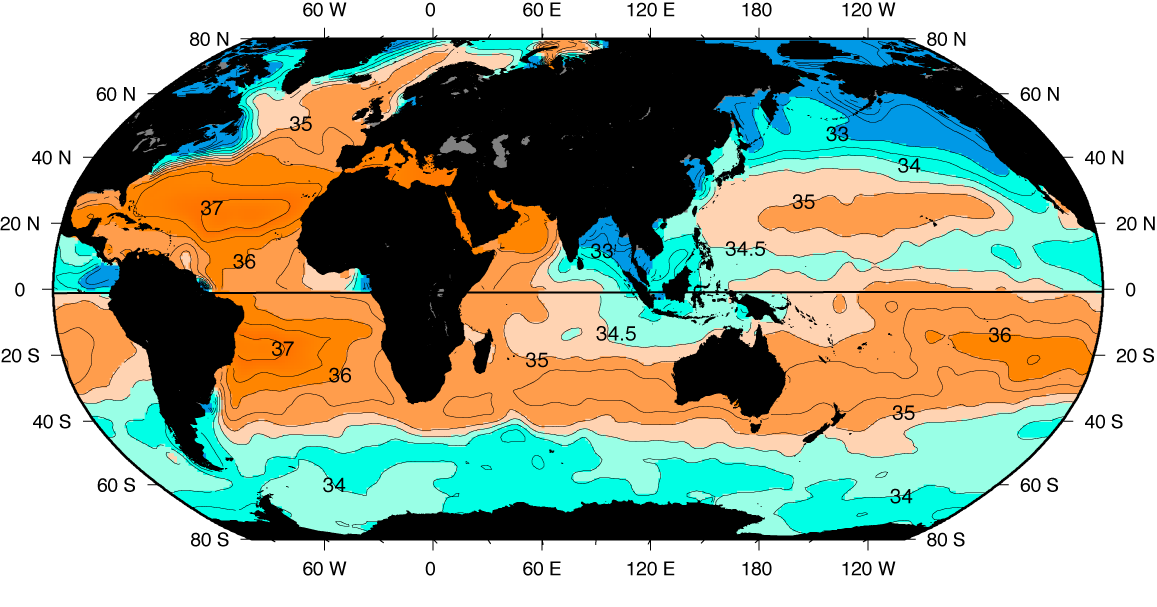 60 W 0 60 E 120 E 180 120 W
80 N 80 N
60 N 60 N
35
33
40 N 40 N
34
35
37
20 N 20 N
34.5
33
36
0 0
34.5
36
37
20 S 35 20 S
36
35
40 S 40 S
60 S 34 60 S
34
80 S 80 S
60 W 0 60 E 120 E 180 120 W